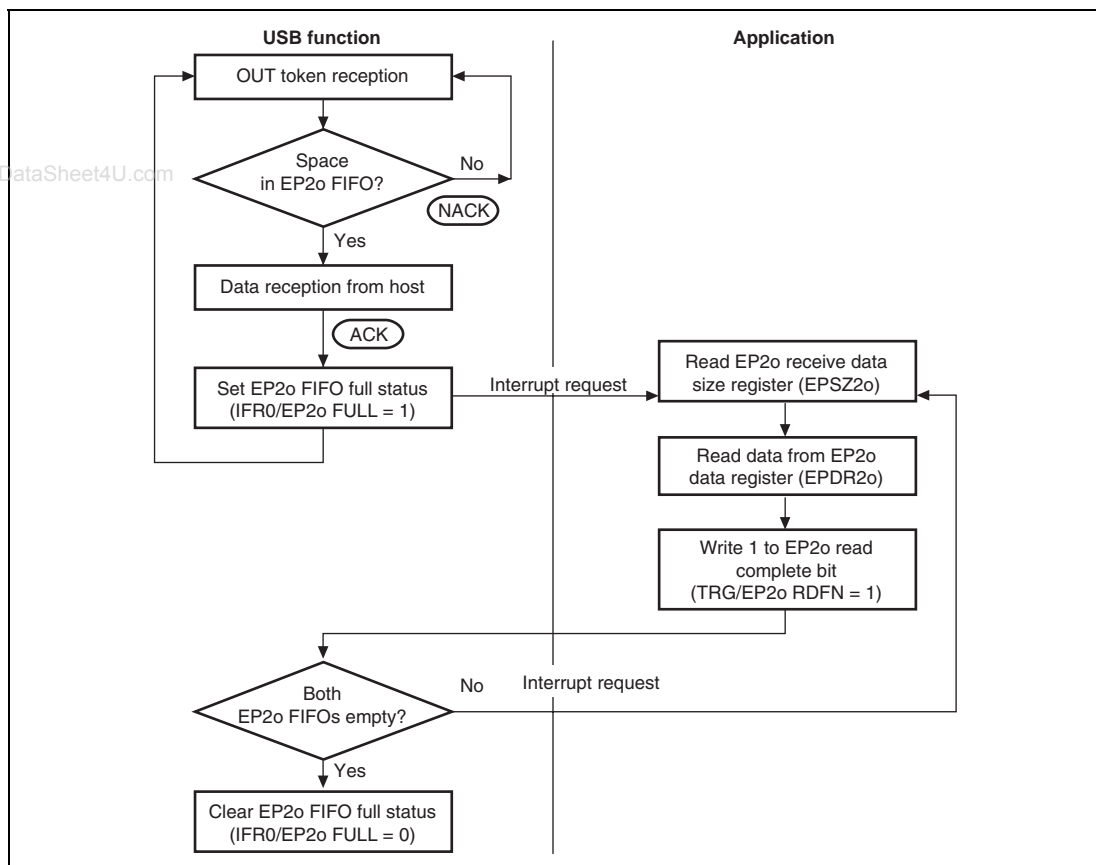 USB function
Application
OUT token reception
DataSheet4U.com
Space
in EP2o FIFO?
No
NACK
Yes
Data reception from host
ACK
Set EP2o FIFO full status
(IFR0/EP2o FULL = 1)
Interrupt request
Read EP2o receive data
size register (EPSZ2o)
Read data from EP2o
data register (EPDR2o)
Write 1 to EP2o read
complete bit
(TRG/EP2o RDFN = 1)
Both
EP2o FIFOs empty?
No
Interrupt request
Yes
Clear EP2o FIFO full status
(IFR0/EP2o FULL = 0)